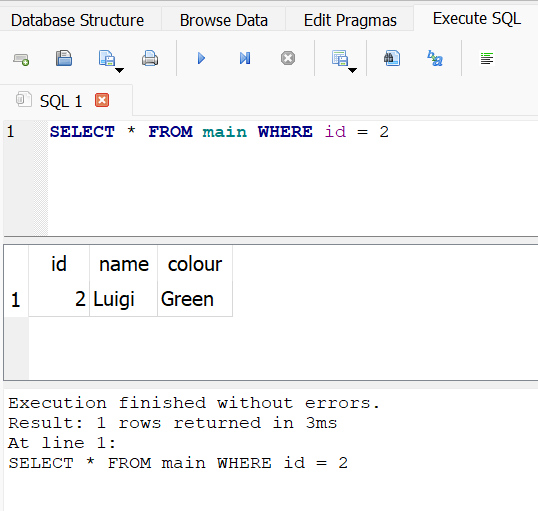 Database Structure Browse Data Edit Pragmas Execute SQL
SQL 1
1 SELECT * FROM main WHERE id = 2
id name colour
1 2 Luigi Green
Execution finished without errors.
Result: 1 rows returned in 3ms
At line 1:
SELECT * FROM main WHERE id = 2